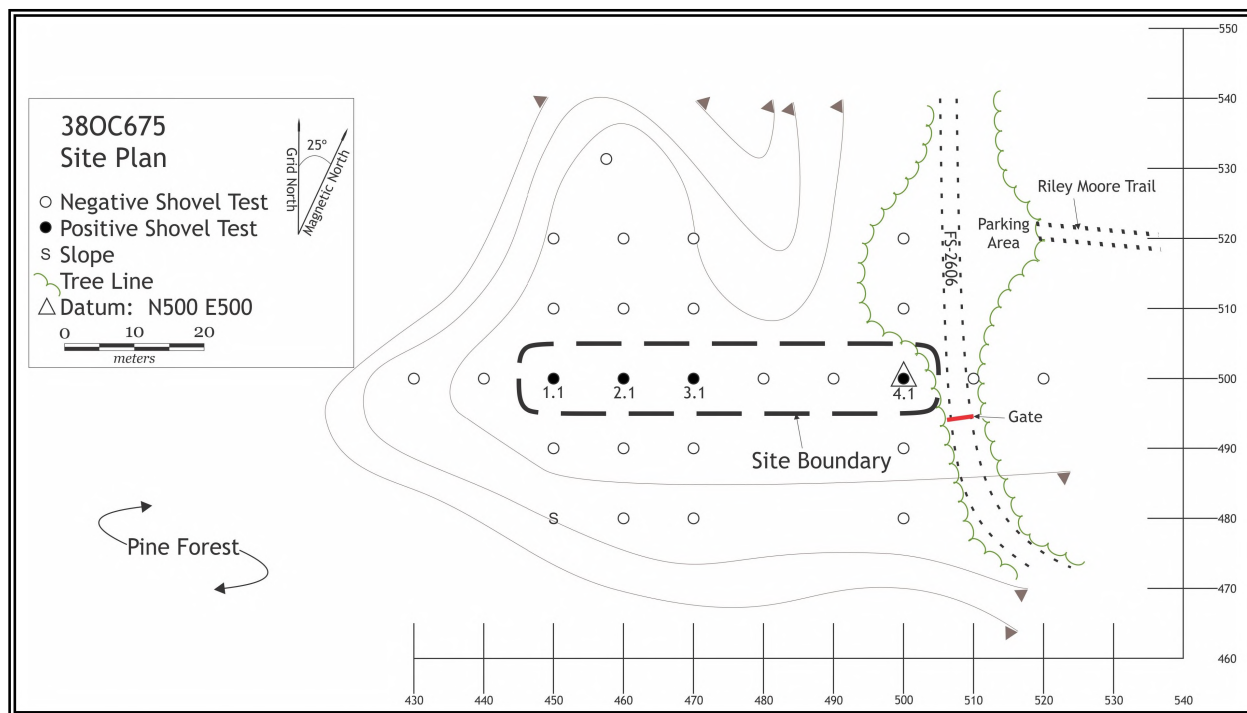 38OC675
Site Plan
25°
Grid North
Magnetic North
Negative Shovel Test
Positive Shovel Test
S Slope
Tree Line
Datum: N500 E500
0 10 20
meters
Riley Moore Trail
Parking
Area
FS-2606
1.1 2.1 3.1 4.1
Gate
Site Boundary
S
Pine Forest
550
540
530
520
510
500
490
480
470
460
430 440 450 460 470 480 490 500 510 520 530 540